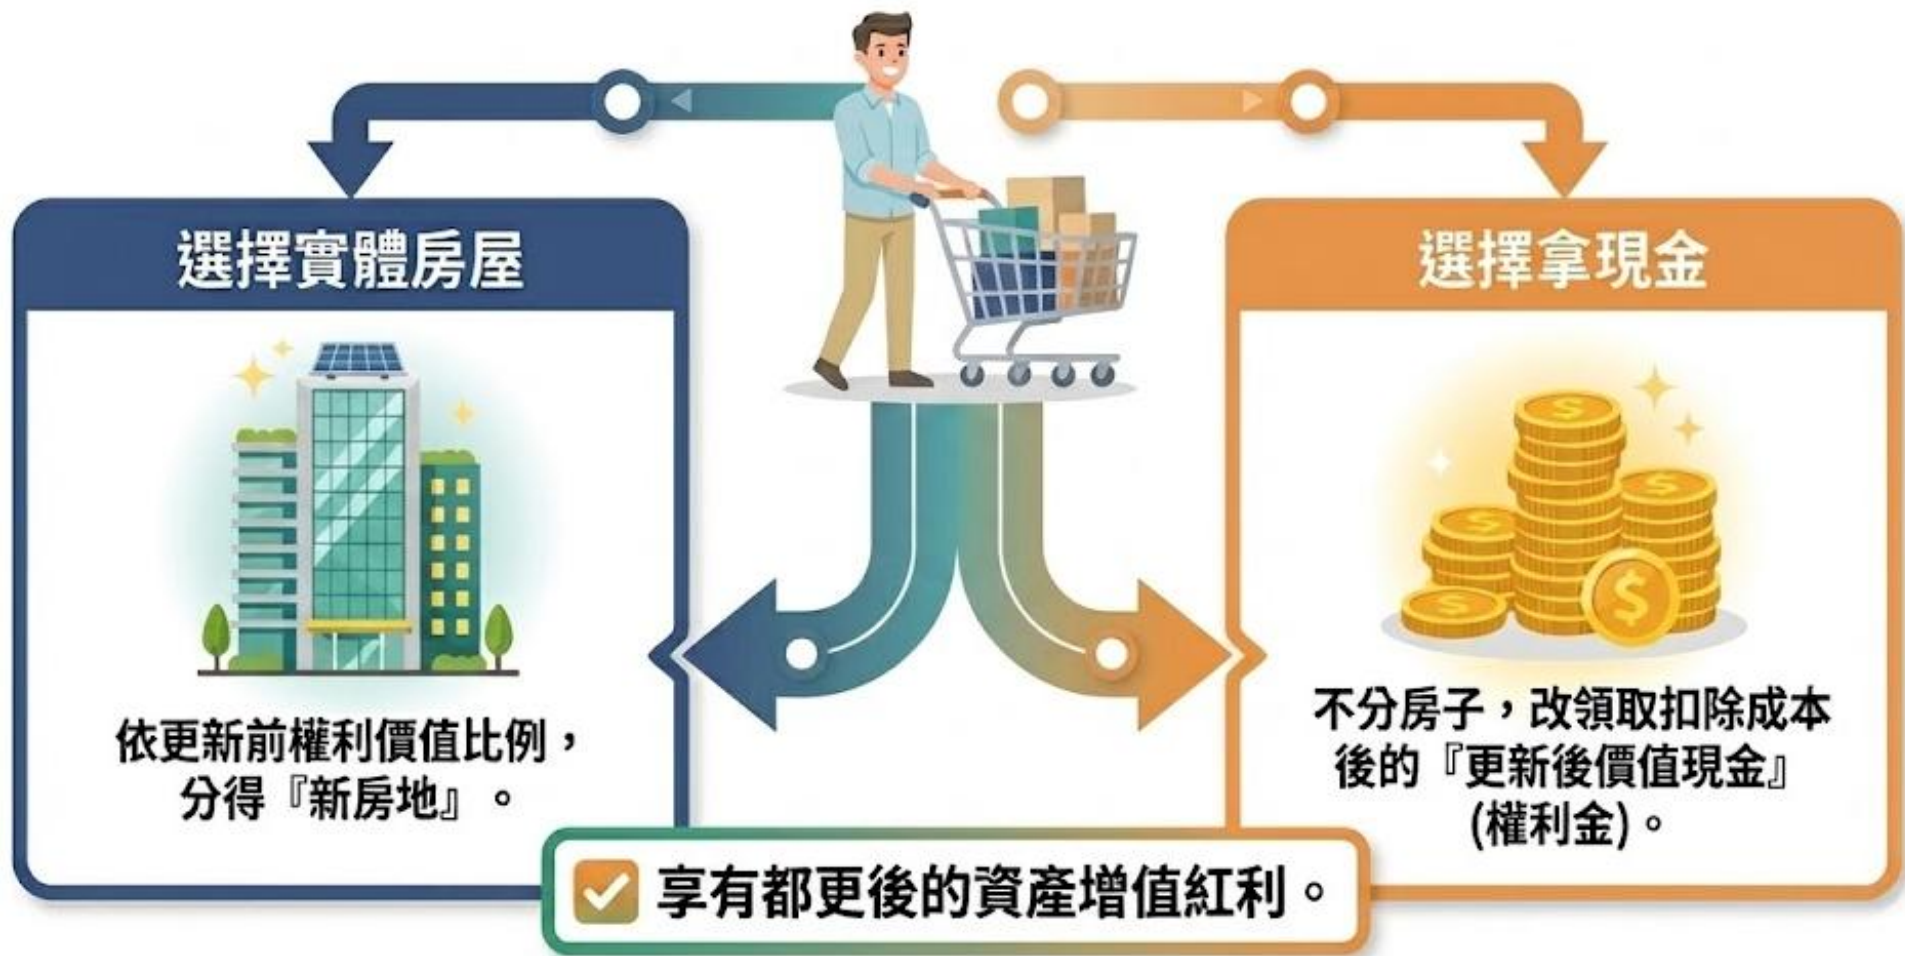 選擇實體房屋
依更新前權利價值比例，
分得『新房地』。
選擇拿現金
不分房子，改領取扣除成本
後的『更新後價值現金』
(權利金)。
享有都更後的資產增值紅利。